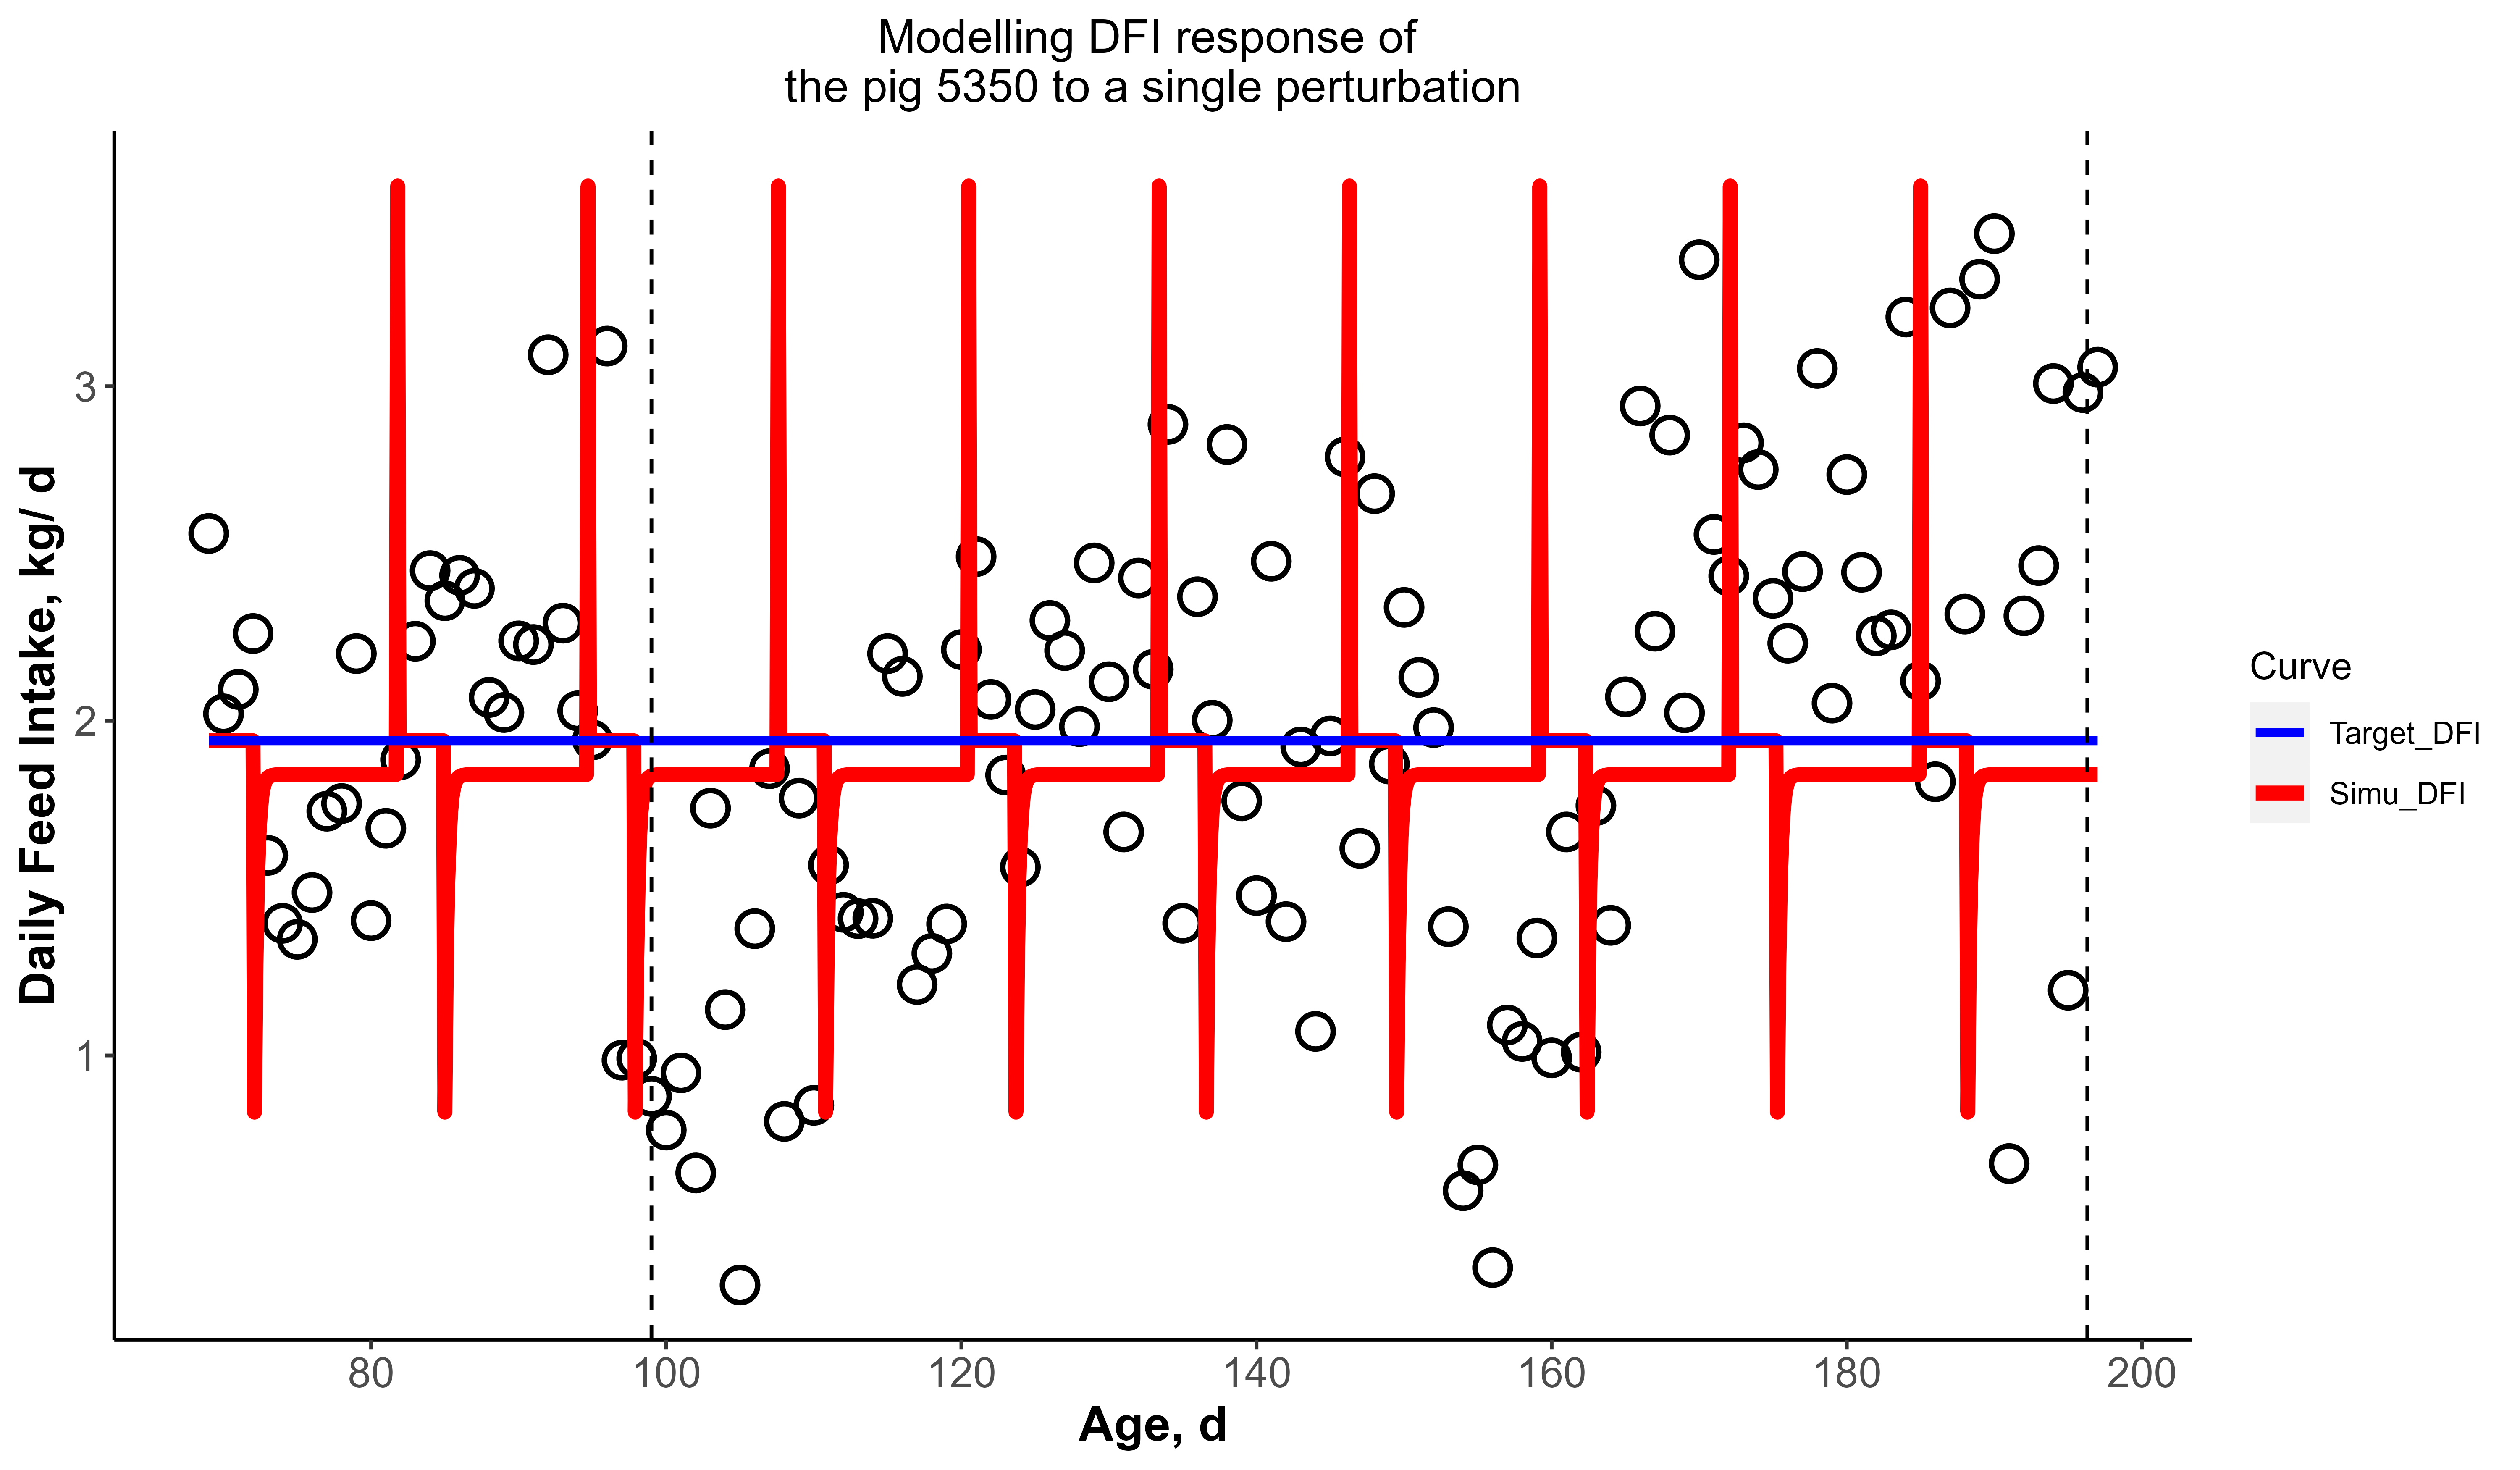 Modelling DFI response of
the pig 5350 to a single perturbation
Daily Feed Intake, kg/ d
3
2
1
80 100 120 140 160 180 200
Age, d
Curve
Target_DFI
Simu_DFI